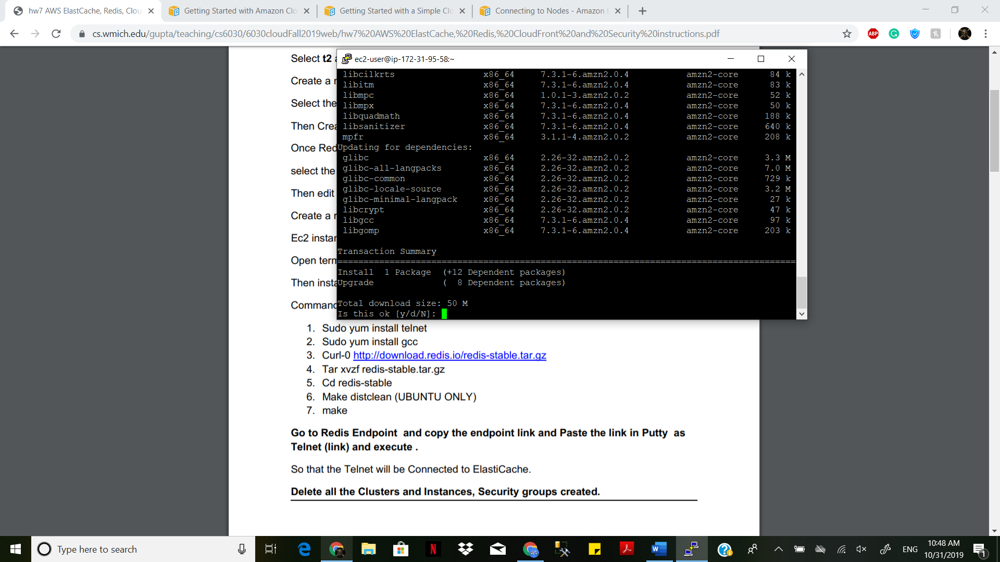 hw7 AWS ElastCache, Redis, Clou
Getting Started with Amazon Clo
Getting Started with a Simple Clo
Connecting to Nodes - Amazon E
cs.wmich.edu/gupta/teaching/cs6030/6030cloudFall2019web/hw7%20AWS%20ElastCache,%20Redis,%20CloudFront%20and%20Security%20instructions.pdf
ABP
Select t2
Create a r
Select the
Then Crea
Once Red
select the
Then edit
Create a r
Ec2 instan
Open term
Then insta
Command
ec2-user@ip-172-31-95-58:~
libcilkrts x86_64 7.3.1-6.amzn2.0.4 amzn2-core 84 k
libitm x86_64 7.3.1-6.amzn2.0.4 amzn2-core 83 k
libmpc x86_64 1.0.1-3.amzn2.0.2 amzn2-core 52 k
libmpx x86_64 7.3.1-6.amzn2.0.4 amzn2-core 50 k
libquadmath x86_64 7.3.1-6.amzn2.0.4 amzn2-core 188 k
libsanitizer x86_64 7.3.1-6.amzn2.0.4 amzn2-core 640 k
mpfr x86_64 3.1.1-4.amzn2.0.2 amzn2-core 208 k
Updating for dependencies:
glibc x86_64 2.26-32.amzn2.0.2 amzn2-core 3.3 M
glibc-all-langpacks x86_64 2.26-32.amzn2.0.2 amzn2-core 7.0 M
glibc-common x86_64 2.26-32.amzn2.0.2 amzn2-core 729 k
glibc-locale-source x86_64 2.26-32.amzn2.0.2 amzn2-core 3.2 M
glibc-minimal-langpack x86_64 2.26-32.amzn2.0.2 amzn2-core 27 k
libcrypt x86_64 2.26-32.amzn2.0.2 amzn2-core 47 k
libgcc x86_64 7.3.1-6.amzn2.0.4 amzn2-core 97 k
libgomp x86_64 7.3.1-6.amzn2.0.4 amzn2-core 203 k
Transaction Summary
================================================================================
Install 1 Package (+12 Dependent packages)
Upgrade ( 8 Dependent packages)
Total download size: 50 M
Is this ok [y/d/N]:
1. Sudo yum install telnet
2. Sudo yum install gcc
3. Curl-0 http://download.redis.io/redis-stable.tar.gz
4. Tar xvzf redis-stable.tar.gz
5. Cd redis-stable
6. Make distclean (UBUNTU ONLY)
7. make
Go to Redis Endpoint and copy the endpoint link and Paste the link in Putty as
Telnet (link) and execute .
So that the Telnet will be Connected to ElastiCache.
Delete all the Clusters and Instances, Security groups created.
Type here to search
ENG
10:48 AM
10/31/2019
1